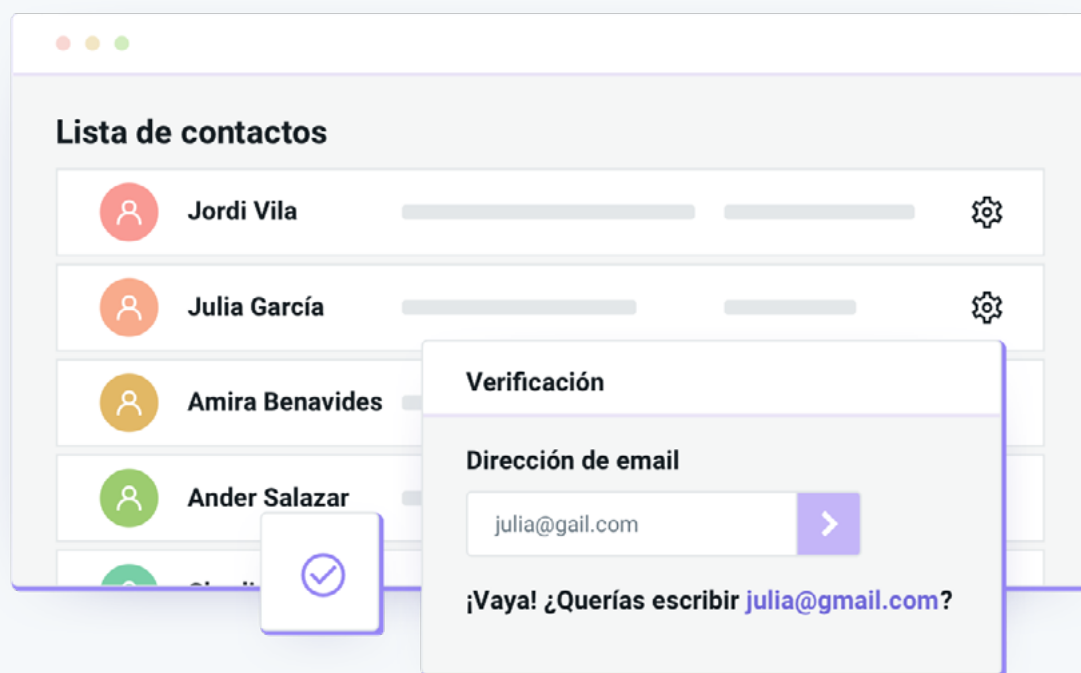 Lista de contactos
Jordi Vila
Julia García
Amira Benavides
Ander Salazar
Verificación
Dirección de email
julia@gail.com
¡Vaya! ¿Querías escribir julia@gmail.com?